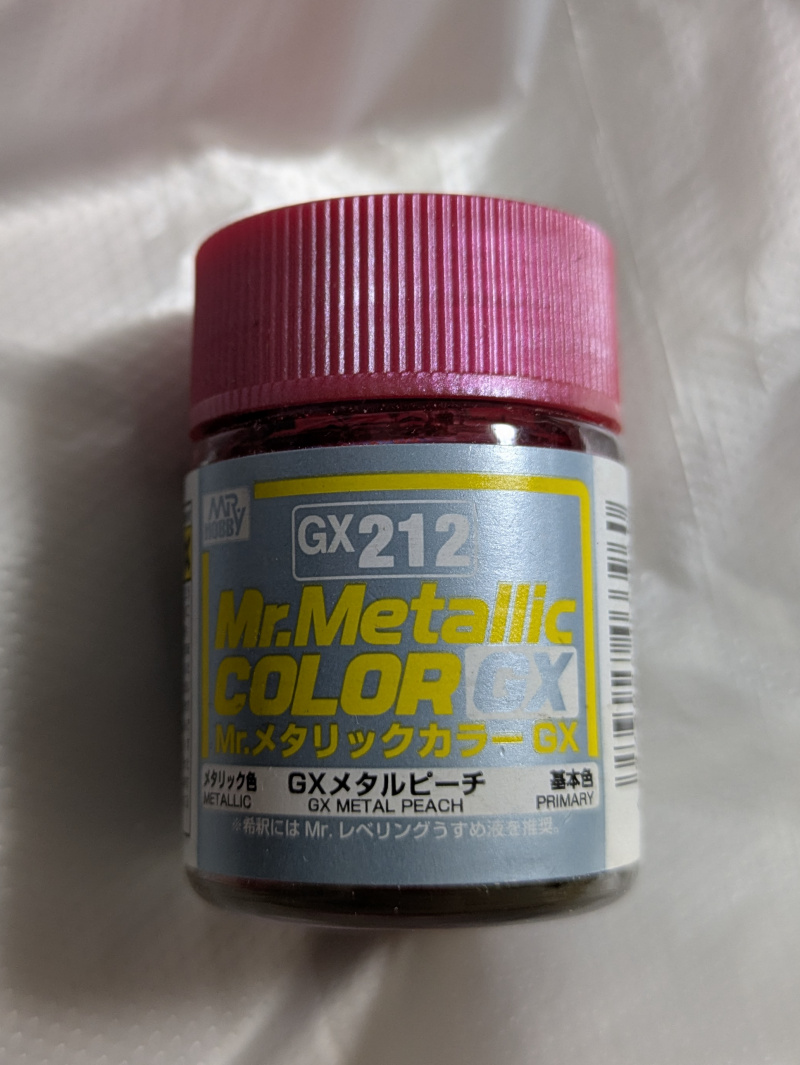 MR HOBBY
GX212
Mr.Metallic
COLOR GX
Mr.メタリックカラー GX
メタリック色 GXメタルピーチ 基本色
METALLIC GX METAL PEACH PRIMARY
※希釈には Mr. レベリングうすめ液を推奨。